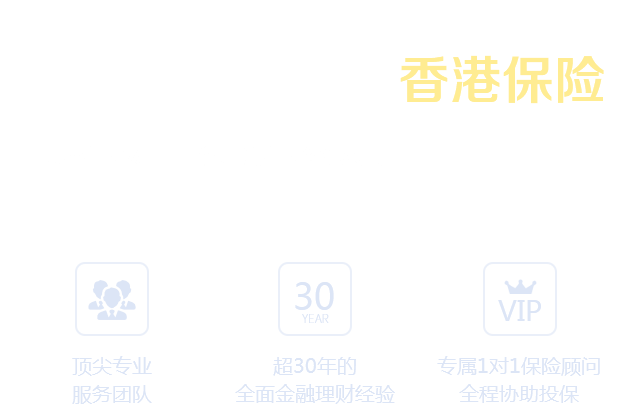 香港保险
30
YEAR
VIP
顶尖专业
服务团队
超30年的
全面金融理财经验
专属1对1保险顾问
全程协助投保